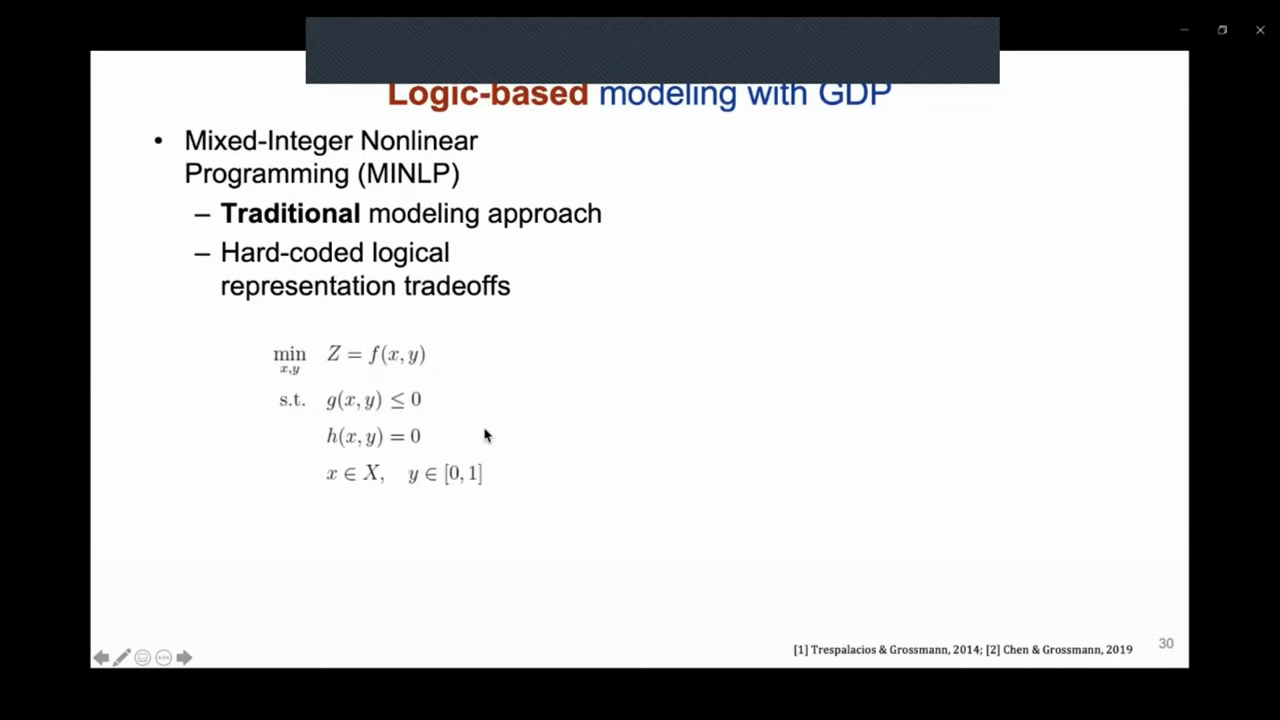 Logic-based modeling with GDP
• Mixed-Integer Nonlinear
Programming (MINLP)
– Traditional modeling approach
– Hard-coded logical
representation tradeoffs
min x,y Z = f(x, y)
s.t. g(x, y) ≤ 0
h(x, y) = 0
x ∈ X, y ∈ [0, 1]
[1] Trespalacios & Grossmann, 2014; [2] Chen & Grossmann, 2019
30